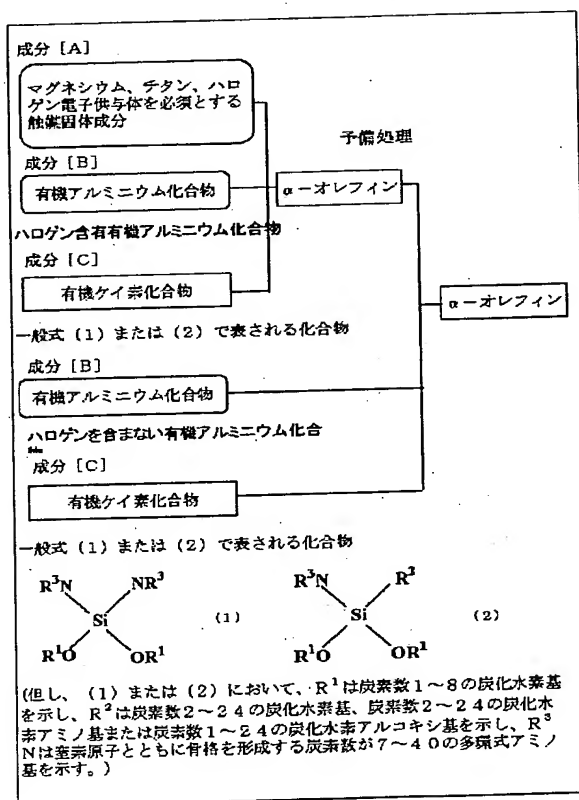 成分［A］
マグネシウム、チタン、ハロ
ゲン電子供与体を必須とする
触媒固体成分
予備処理
成分［B］
有機アルミニウム化合物
α－オレフィン
ハロゲン含有有機アルミニウム化合物
成分［C］
有機ケイ素化合物
α－オレフィン
一般式（1）または（2）で表される化合物
成分［B］
有機アルミニウム化合物
ハロゲンを含まない有機アルミニウム化合
成分［C］
有機ケイ素化合物
一般式（1）または（2）で表される化合物
R³N NR³ R³N R²
Si （1） Si （2）
R¹O OR¹ R¹O OR¹
(但し、（1）または（2）において、R¹は炭素数1～8の炭化水素基
を示し、R²は炭素数2～24の炭化水素基、炭素数2～24の炭化水
素アミノ基または炭素数1～24の炭化水素アルコキシ基を示し、R³
Nは窒素原子とともに骨格を形成する炭素数が7～40の多環式アミノ
基を示す。）